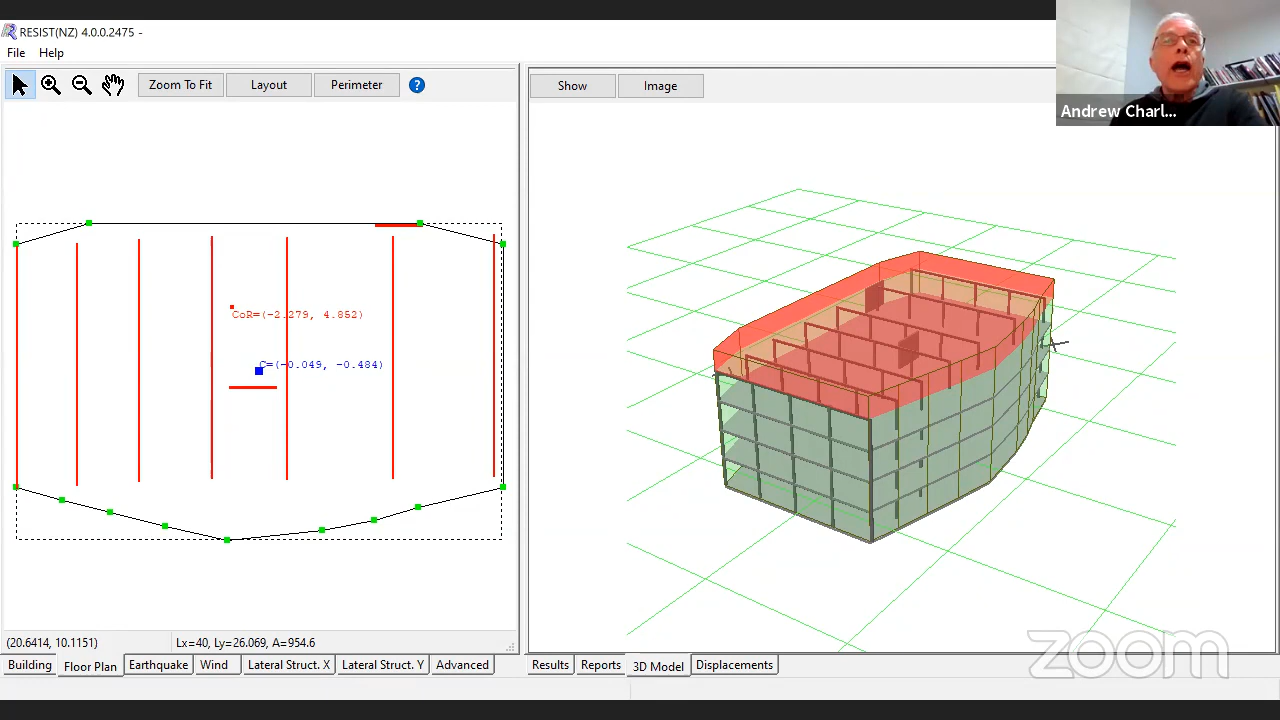 RESIST(NZ) 4.0.0.2475 -
File Help
Zoom To Fit Layout Perimeter ?
Show Image
Andrew Charl...
CoR=(-2.279, 4.852)
C=(-0.049, -0.484)
(20.6414, 10.1151) Lx=40, Ly=26.069, A=954.6
Building Floor Plan Earthquake Wind Lateral Struct. X Lateral Struct. Y Advanced
Results Reports 3D Model Displacements
zoom